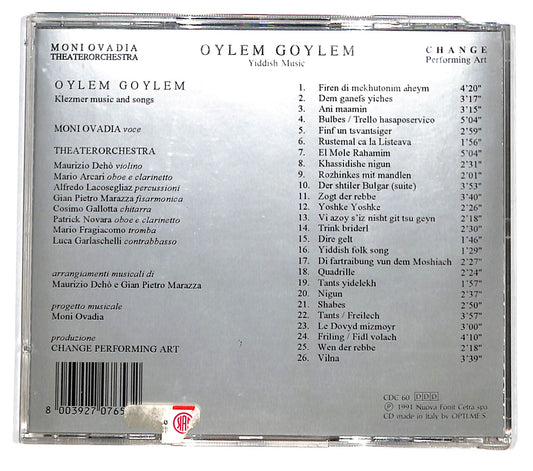 MONI OVADIA
THEATERORCHESTRA
OYLEM GOYLEM
Yiddish Music
CHANGE
Performing Art
OYLEM GOYLEM
Klezmer music and songs
MONI OVADIA voce
THEATERORCHESTRA
Maurizio Dehò violino
Mario Arcari oboe e clarinetto
Alfredo Lacosegliaz percussioni
Gian Pietro Marazza fisarmonica
Cosimo Gallotta chitarra
Patrick Novara oboe e clarinetto
Mario Fragiacomo tromba
Luca Garlaschelli contrabbasso
arrangiamenti musicali di
Maurizio Dehò e Gian Pietro Marazza
progetto musicale
Moni Ovadia
produzione
CHANGE PERFORMING ART
1. Firen di mekhutonim aheym 4'20"
2. Dem ganefs yiches 3'17"
3. Ani maamin 3'15"
4. Bulbes / Trello hasaposervico 5'04"
5. Finf un tsvantsiger 2'59"
6. Rustemal ca la Listeava 1'56"
7. El Mole Rahamim 5'04"
8. Khassidishe nigun 2'31"
9. Rozhinkes mit mandlen 2'01"
10. Der shtiler Bulgar (suite) 3'53"
11. Zogt der rebbe 3'40"
12. Yoshke Yoshke 2'26"
13. Vi azoy s'iz nisht git tsu geyn 2'18"
14. Trink briderl 2'30"
15. Dire gelt 1'46"
16. Yiddish folk song 1'29"
17. Di fartraibung vun dem Moshiach 2'27"
18. Quadrille 2'24"
19. Tants yidelekh 1'57"
20. Nigun 2'37"
21. Shabes 2'50"
22. Tants / Freilech 3'57"
23. Le Dovyd mizmoyr 3'00"
24. Friling / Fidl volach 4'10"
25. Wen der rebbe 2'18"
26. Vilna 3'39"
8 003927 0765
CDC 60 DDD
℗ 1991 Nuova Fonit Cetra spa
CD made in Italy by OPTI.ME.S.